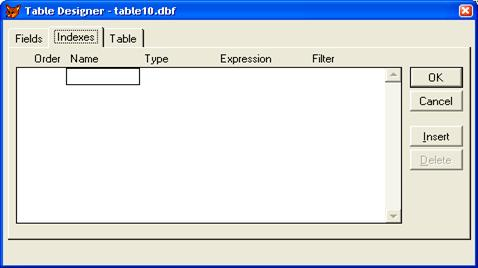 Table Designer - table10.dbf
Fields Indexes Table
Order Name Type Expression Filter
OK
Cancel
Insert
Delete